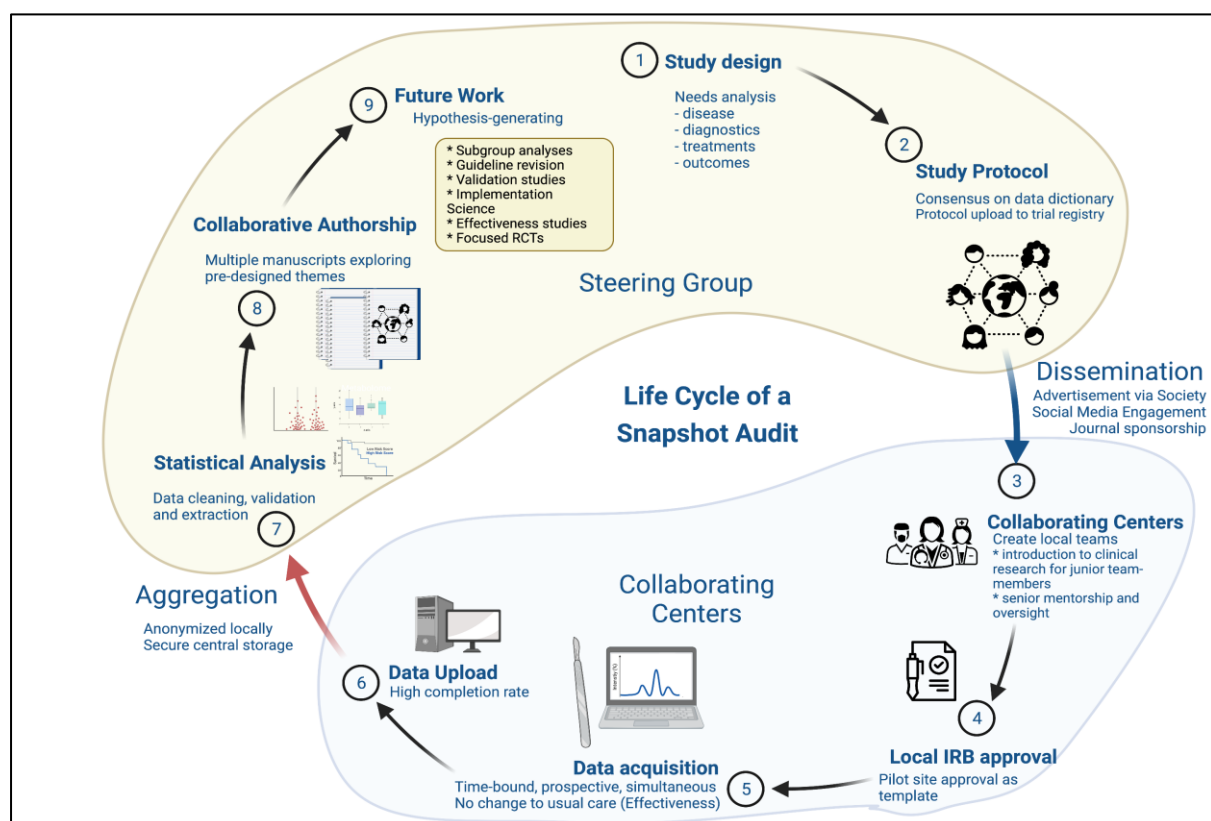 1
Study design
Needs analysis
- disease
- diagnostics
- treatments
- outcomes
2
Study Protocol
Consensus on data dictionary
Protocol upload to trial registry
Steering Group
Dissemination
Advertisement via Society
Social Media Engagement
Journal sponsorship
Life Cycle of a
Snapshot Audit
3
Collaborating Centers
Create local teams
* introduction to clinical
research for junior team-
members
* senior mentorship and
oversight
4
Local IRB approval
Pilot site approval as
template
Collaborating
Centers
Intensity (%)
5
Data acquisition
Time-bound, prospective, simultaneous
No change to usual care (Effectiveness)
6
Data Upload
High completion rate
Aggregation
Anonymized locally
Secure central storage
7
Statistical Analysis
Data cleaning, validation
and extraction
8
Collaborative Authorship
Multiple manuscripts exploring
pre-designed themes
9
Future Work
Hypothesis-generating
* Subgroup analyses
* Guideline revision
* Validation studies
* Implementation
Science
* Effectiveness studies
* Focused RCTs